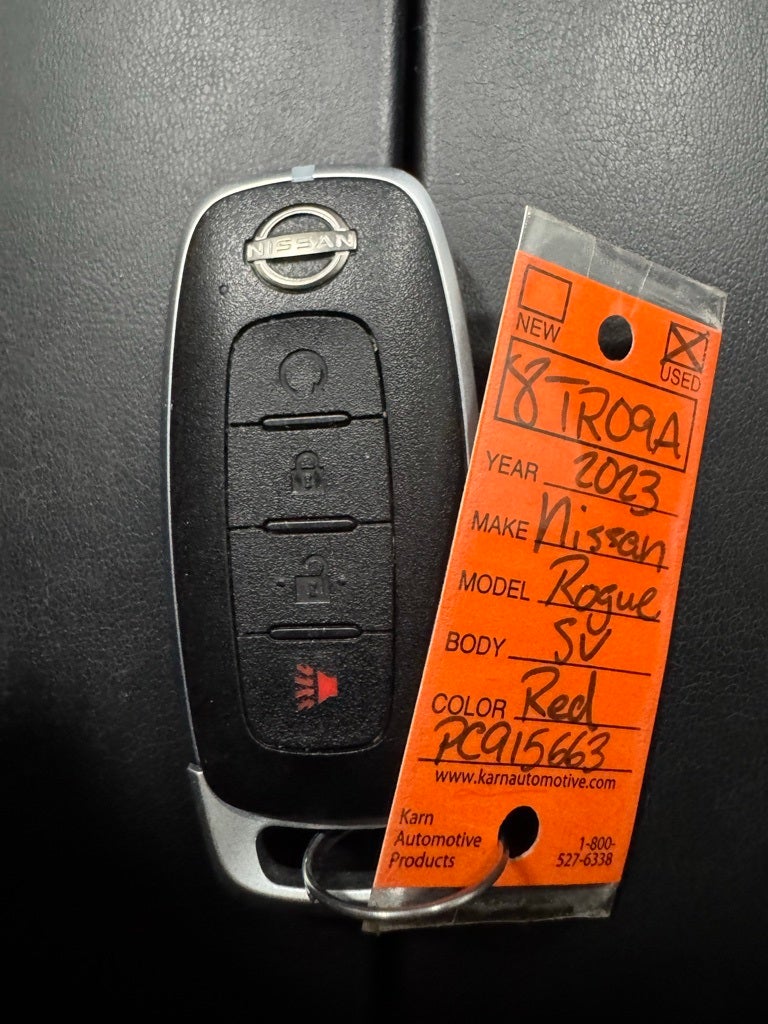 NISSAN
NEW
USED
8TR09A
YEAR 2023
MAKE Nissan
MODEL Rogue
BODY SV
COLOR Red
PC915663
www.karnautomotive.com
Karn
Automotive
Products
1-800-
527-6338